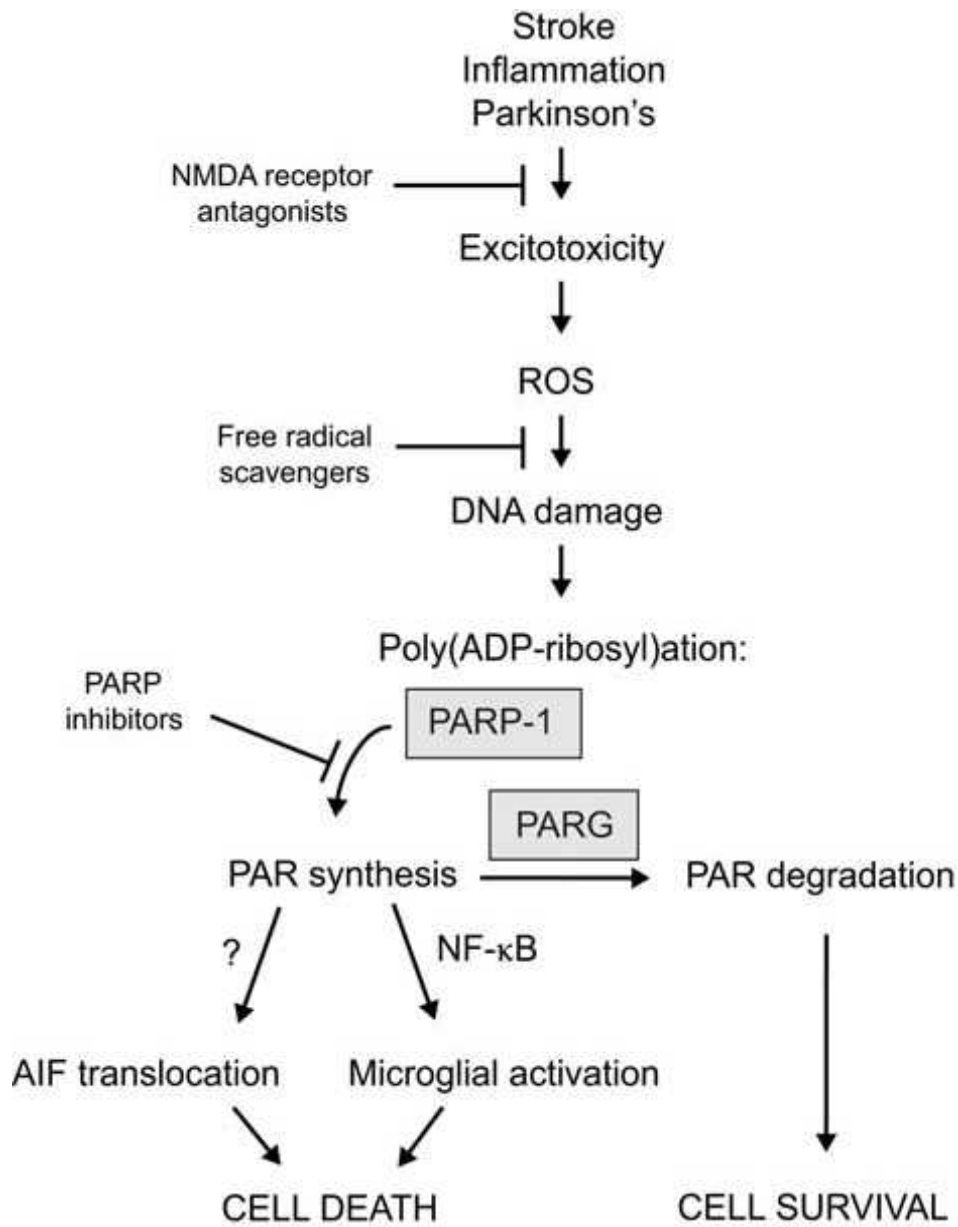 Stroke
Inflammation
Parkinson's
NMDA receptor
antagonists
Excitotoxicity
ROS
Free radical
scavengers
DNA damage
Poly(ADP-ribosyl)ation:
PARP
inhibitors
PARP-1
PARG
PAR synthesis
PAR degradation
?
NF-κB
AIF translocation
Microglial activation
CELL DEATH
CELL SURVIVAL